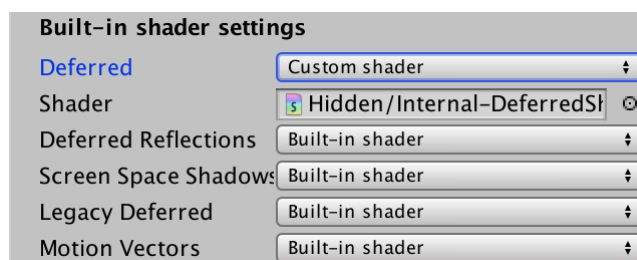 Built-in shader settings
Deferred Custom shader
Shader Hidden/Internal-DeferredSh
Deferred Reflections Built-in shader
Screen Space Shadows Built-in shader
Legacy Deferred Built-in shader
Motion Vectors Built-in shader